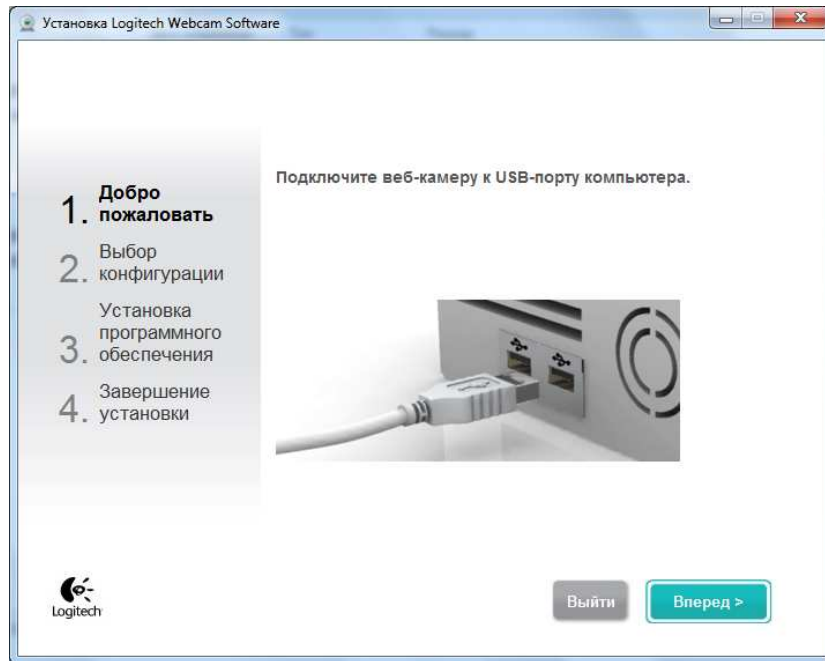 Установка Logitech Webcam Software
Подключите веб-камеру к USB-порту компьютера.
1. Добро
пожаловать
2. Выбор
конфигурации
3. Установка
программного
обеспечения
4. Завершение
установки
Logitech
Выйти
Вперед >